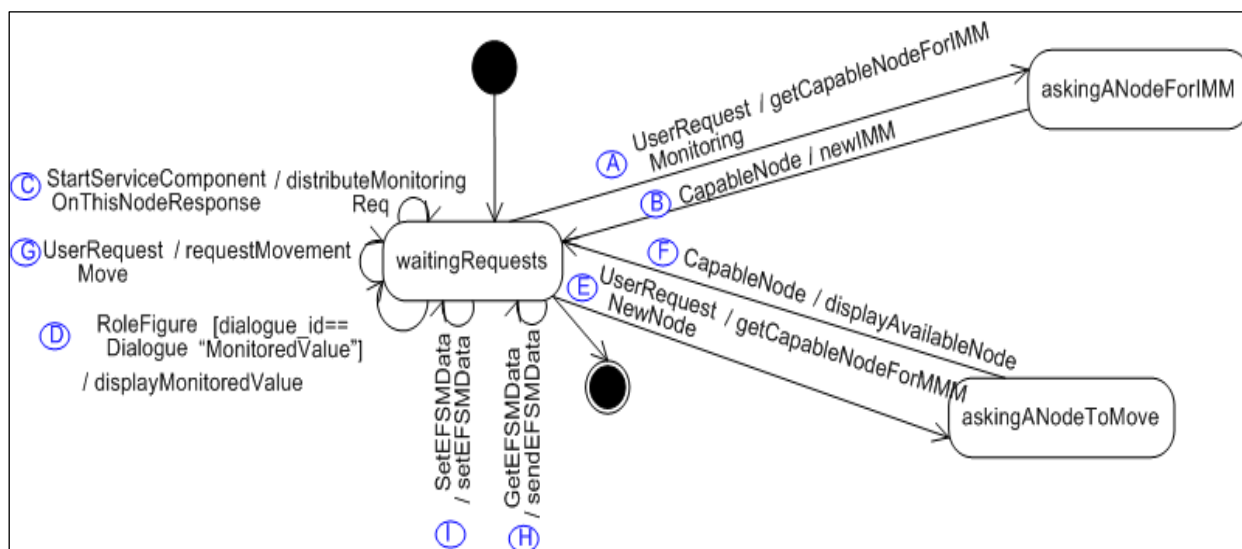 A
UserRequest / getCapableNodeForIMM
Monitoring
askingANodeForIMM
B
CapableNode / newIMM
C
StartServiceComponent / distributeMonitoring
OnThisNodeResponse
Req
G
UserRequest / requestMovement
Move
waitingRequests
F
CapableNode / displayAvailableNode
E
UserRequest / getCapableNodeForMMM
NewNode
D
RoleFigure [dialogue_id==
Dialogue “MonitoredValue”]
/ displayMonitoredValue
SetEFSMData
/ setEFSMData
I
GetEFSMData
/ sendEFSMData
H
askingANodeToMove